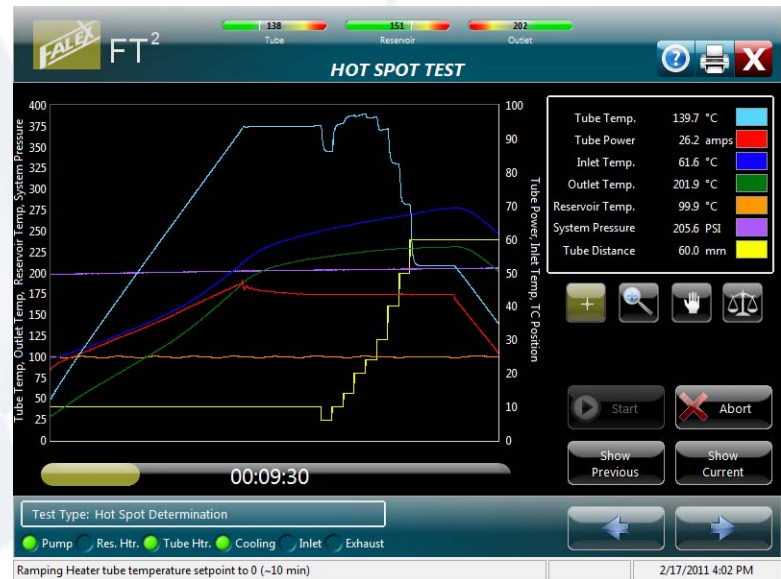 138 151 202
Tube Reservoir Outlet
FALEX FT2
HOT SPOT TEST
?
X
400
375
350
300
275
250
225
200
175
150
125
100
75
50
25
0
Tube Temp, Outlet Temp, Reservoir Temp, System Pressure
100
90
80
70
60
50
40
30
20
10
0
Tube Power, Inlet Temp, TC Position
Tube Temp. 139.7 °C
Tube Power 26.2 amps
Inlet Temp. 61.6 °C
Outlet Temp. 201.9 °C
Reservoir Temp. 99.9 °C
System Pressure 205.6 PSI
Tube Distance 60.0 mm
Start
Abort
Show Previous
Show Current
00:09:30
Test Type: Hot Spot Determination
Pump Res. Htr. Tube Htr. Cooling Inlet Exhaust
Ramping Heater tube temperature setpoint to 0 (~10 min)
2/17/2011 4:02 PM